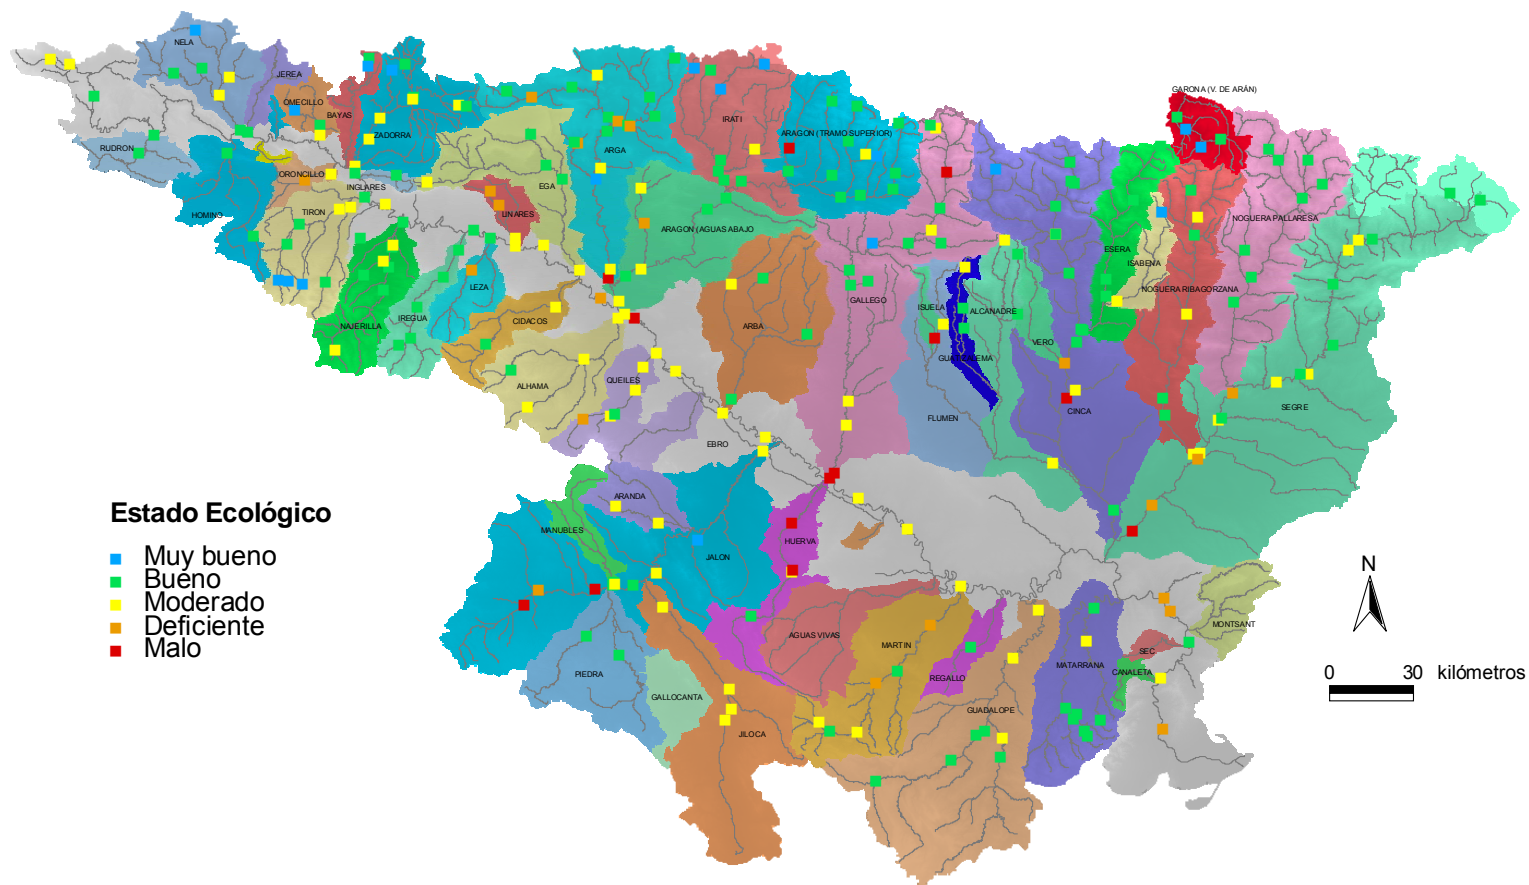 NELA
JEREA
OMECILLO
BAYAS
ZADORRA
RUDRON
ORONCILLO
INGLARES
HOMINO
TIRON
EGA
LINARES
ARGA
IRATI
ARAGON (TRAMO SUPERIOR)
GARONA (V. DE ARÁN)
NOGUERA PALLARESA
ARAGON (AGUAS ABAJO
ESERA
ISABENA
NOGUERA RIBAGORZANA
LEZA
NAJERILLA
IREGUA
CIDACOS
GALLEGO
ISUELA
ALCANADRE
ARBA
VERO
GUATIZALEMA
ALHAMA
QUEILES
CINCA
SEGRE
FLUMEN
EBRO
ARANDA
MANUBLES
JALON
HUERVA
AGUAS VIVAS
MARTIN
MATARRANA
SEC
MONTSANT
CANALETA
PIEDRA
GALLOCANTA
REGALLO
GUADALOPE
JILOCA
Estado Ecológico
Muy bueno
Bueno
Moderado
Deficiente
Malo
N
0 30 kilómetros